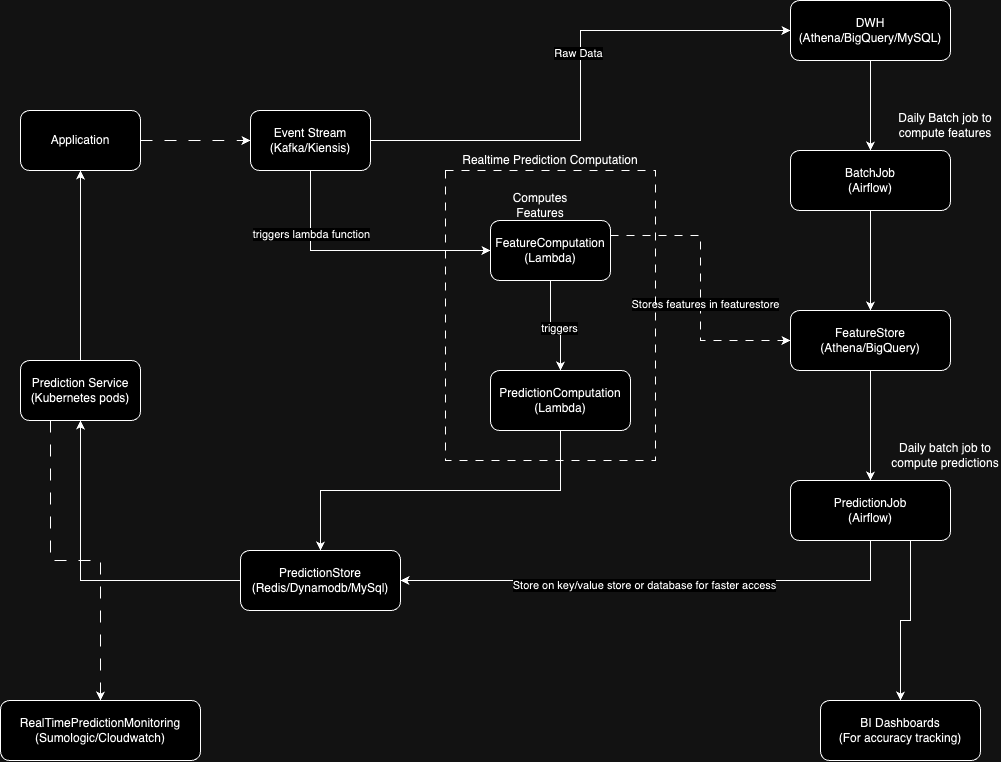 DWH
(Athena/BigQuery/MySQL)
Raw Data
Daily Batch job to
compute features
Application
Event Stream
(Kafka/Kiensis)
Realtime Prediction Computation
BatchJob
(Airflow)
Computes
Features
triggers lambda function
FeatureComputation
(Lambda)
Stores features in featurestore
triggers
FeatureStore
(Athena/BigQuery)
Prediction Service
(Kubernetes pods)
PredictionComputation
(Lambda)
Daily batch job to
compute predictions
PredictionJob
(Airflow)
PredictionStore
(Redis/Dynamodb/MySql)
Store on key/value store or database for faster access
RealTimePredictionMonitoring
(Sumologic/Cloudwatch)
BI Dashboards
(For accuracy tracking)